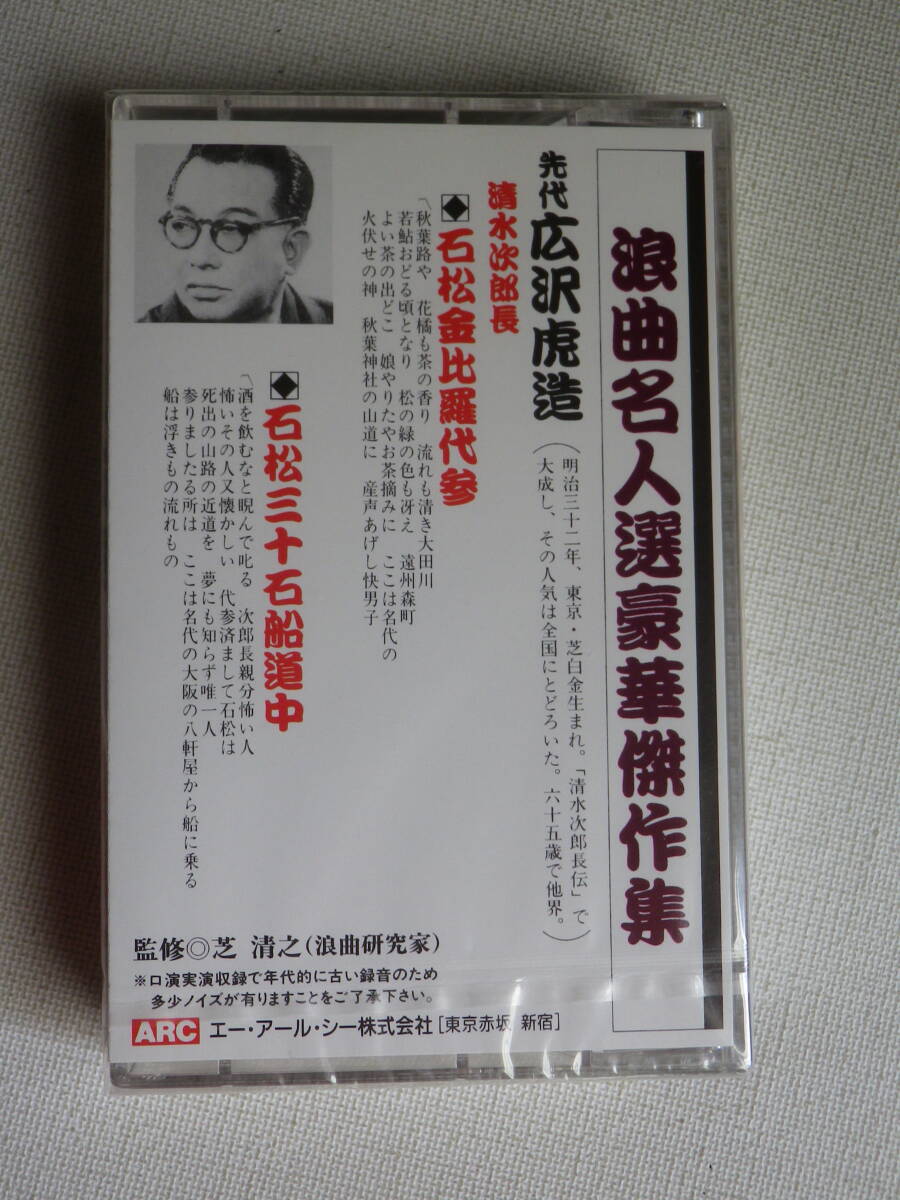 浪曲名人選豪華傑作集
先代 広沢虎造
(明治三十二年、東京・芝白金生まれ。「清水次郎長伝」で
大成し、その人気は全国にとどろいた。六十五歳で他界。)
清水次郎長
◆石松金比羅代参
〽秋葉路や 花橘も茶の香り 流れも清き大田川
若鮎おどる頃となり 松の緑の色も冴え 遠州森町
よい茶の出どこ 娘やりたやお茶摘みに ここは名代の
火伏せの神 秋葉神社の山道に 産声あげし快男子
◆石松三十石船道中
〽酒を飲むなと睨んで叱る 次郎長親分怖い人
怖いその人又懐かしい 代参済まして石松は
死出の山路の近道を 夢にも知らず唯一人
参りましたる所は ここは名代の大阪の八軒屋から船に乗る
船は浮きもの流れもの
監修◎芝 清之(浪曲研究家)
※口演実演収録で年代的に古い録音のため
多少ノイズが有りますことをご了承下さい。
ARC エー・アール・シー株式会社[東京赤坂 新宿]